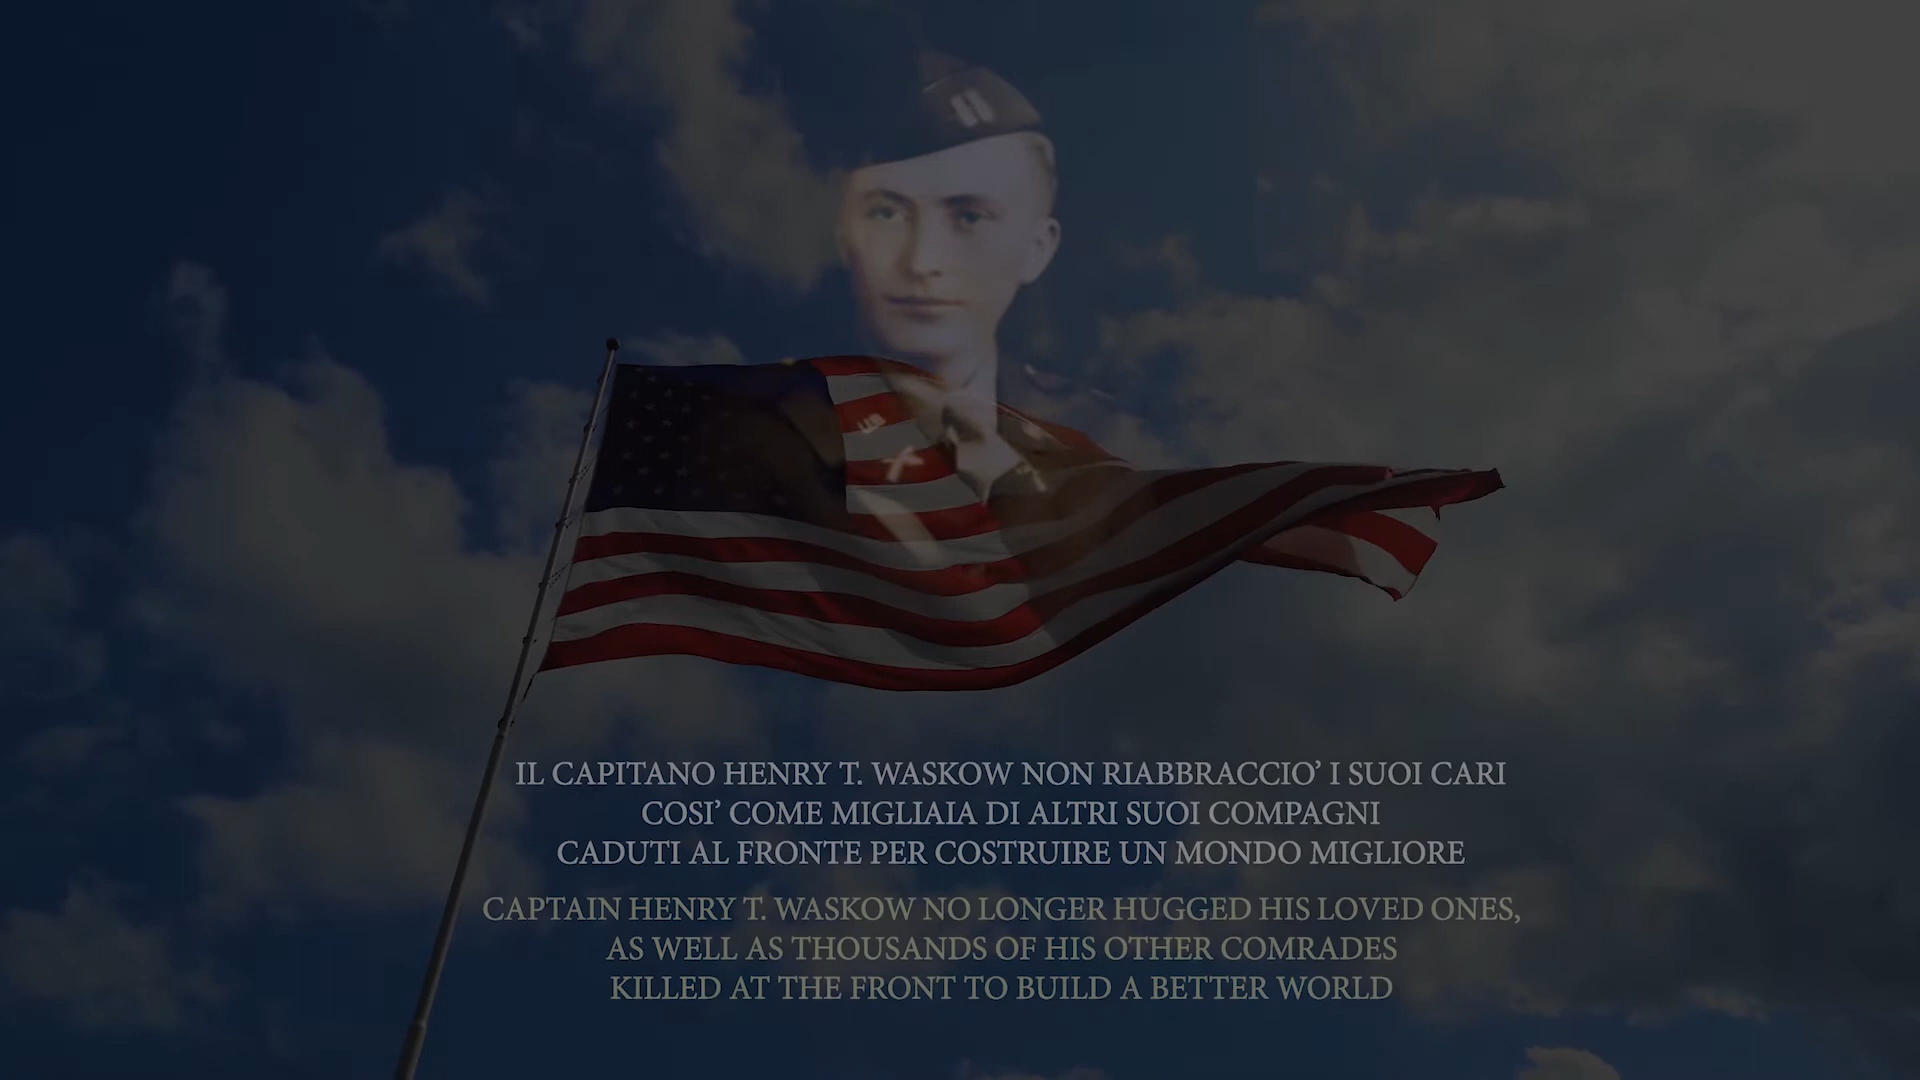 IL CAPITANO HENRY T. WASKOW NON RIABBRACCIO’ I SUOI CARI
COSI’ COME MIGLIAIA DI ALTRI SUOI COMPAGNI
CADUTI AL FRONTE PER COSTRUIRE UN MONDO MIGLIORE
CAPTAIN HENRY T. WASKOW NO LONGER HUGGED HIS LOVED ONES,
AS WELL AS THOUSANDS OF HIS OTHER COMRADES
KILLED AT THE FRONT TO BUILD A BETTER WORLD